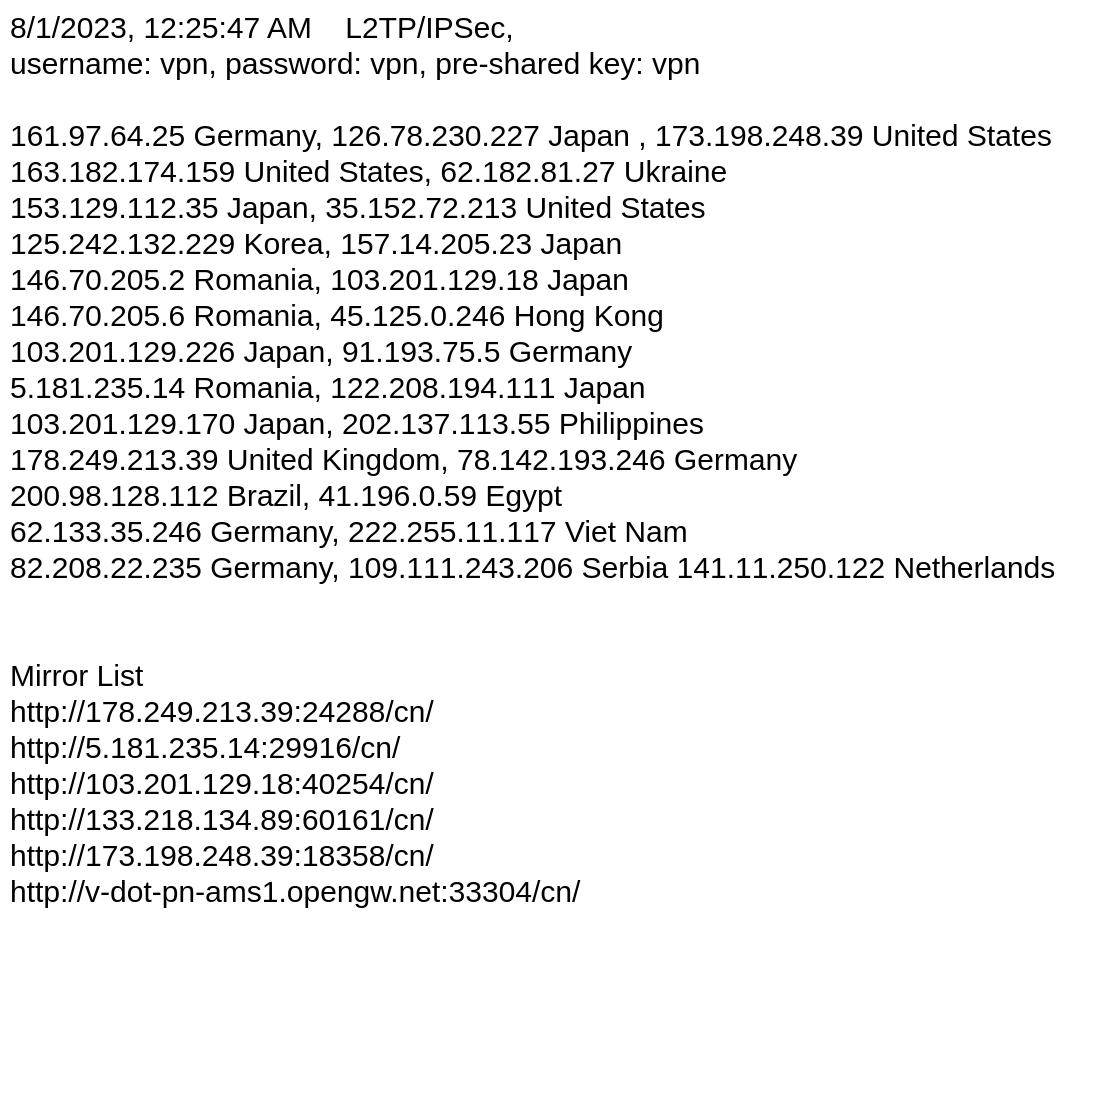 8/1/2023, 12:25:47 AM    L2TP/IPSec,
username: vpn, password: vpn, pre-shared key: vpn
161.97.64.25 Germany, 126.78.230.227 Japan , 173.198.248.39 United States
163.182.174.159 United States, 62.182.81.27 Ukraine
153.129.112.35 Japan, 35.152.72.213 United States
125.242.132.229 Korea, 157.14.205.23 Japan
146.70.205.2 Romania, 103.201.129.18 Japan
146.70.205.6 Romania, 45.125.0.246 Hong Kong
103.201.129.226 Japan, 91.193.75.5 Germany
5.181.235.14 Romania, 122.208.194.111 Japan
103.201.129.170 Japan, 202.137.113.55 Philippines
178.249.213.39 United Kingdom, 78.142.193.246 Germany
200.98.128.112 Brazil, 41.196.0.59 Egypt
62.133.35.246 Germany, 222.255.11.117 Viet Nam
82.208.22.235 Germany, 109.111.243.206 Serbia 141.11.250.122 Netherlands
Mirror List
http://178.249.213.39:24288/cn/
http://5.181.235.14:29916/cn/
http://103.201.129.18:40254/cn/
http://133.218.134.89:60161/cn/
http://173.198.248.39:18358/cn/
http://v-dot-pn-ams1.opengw.net:33304/cn/